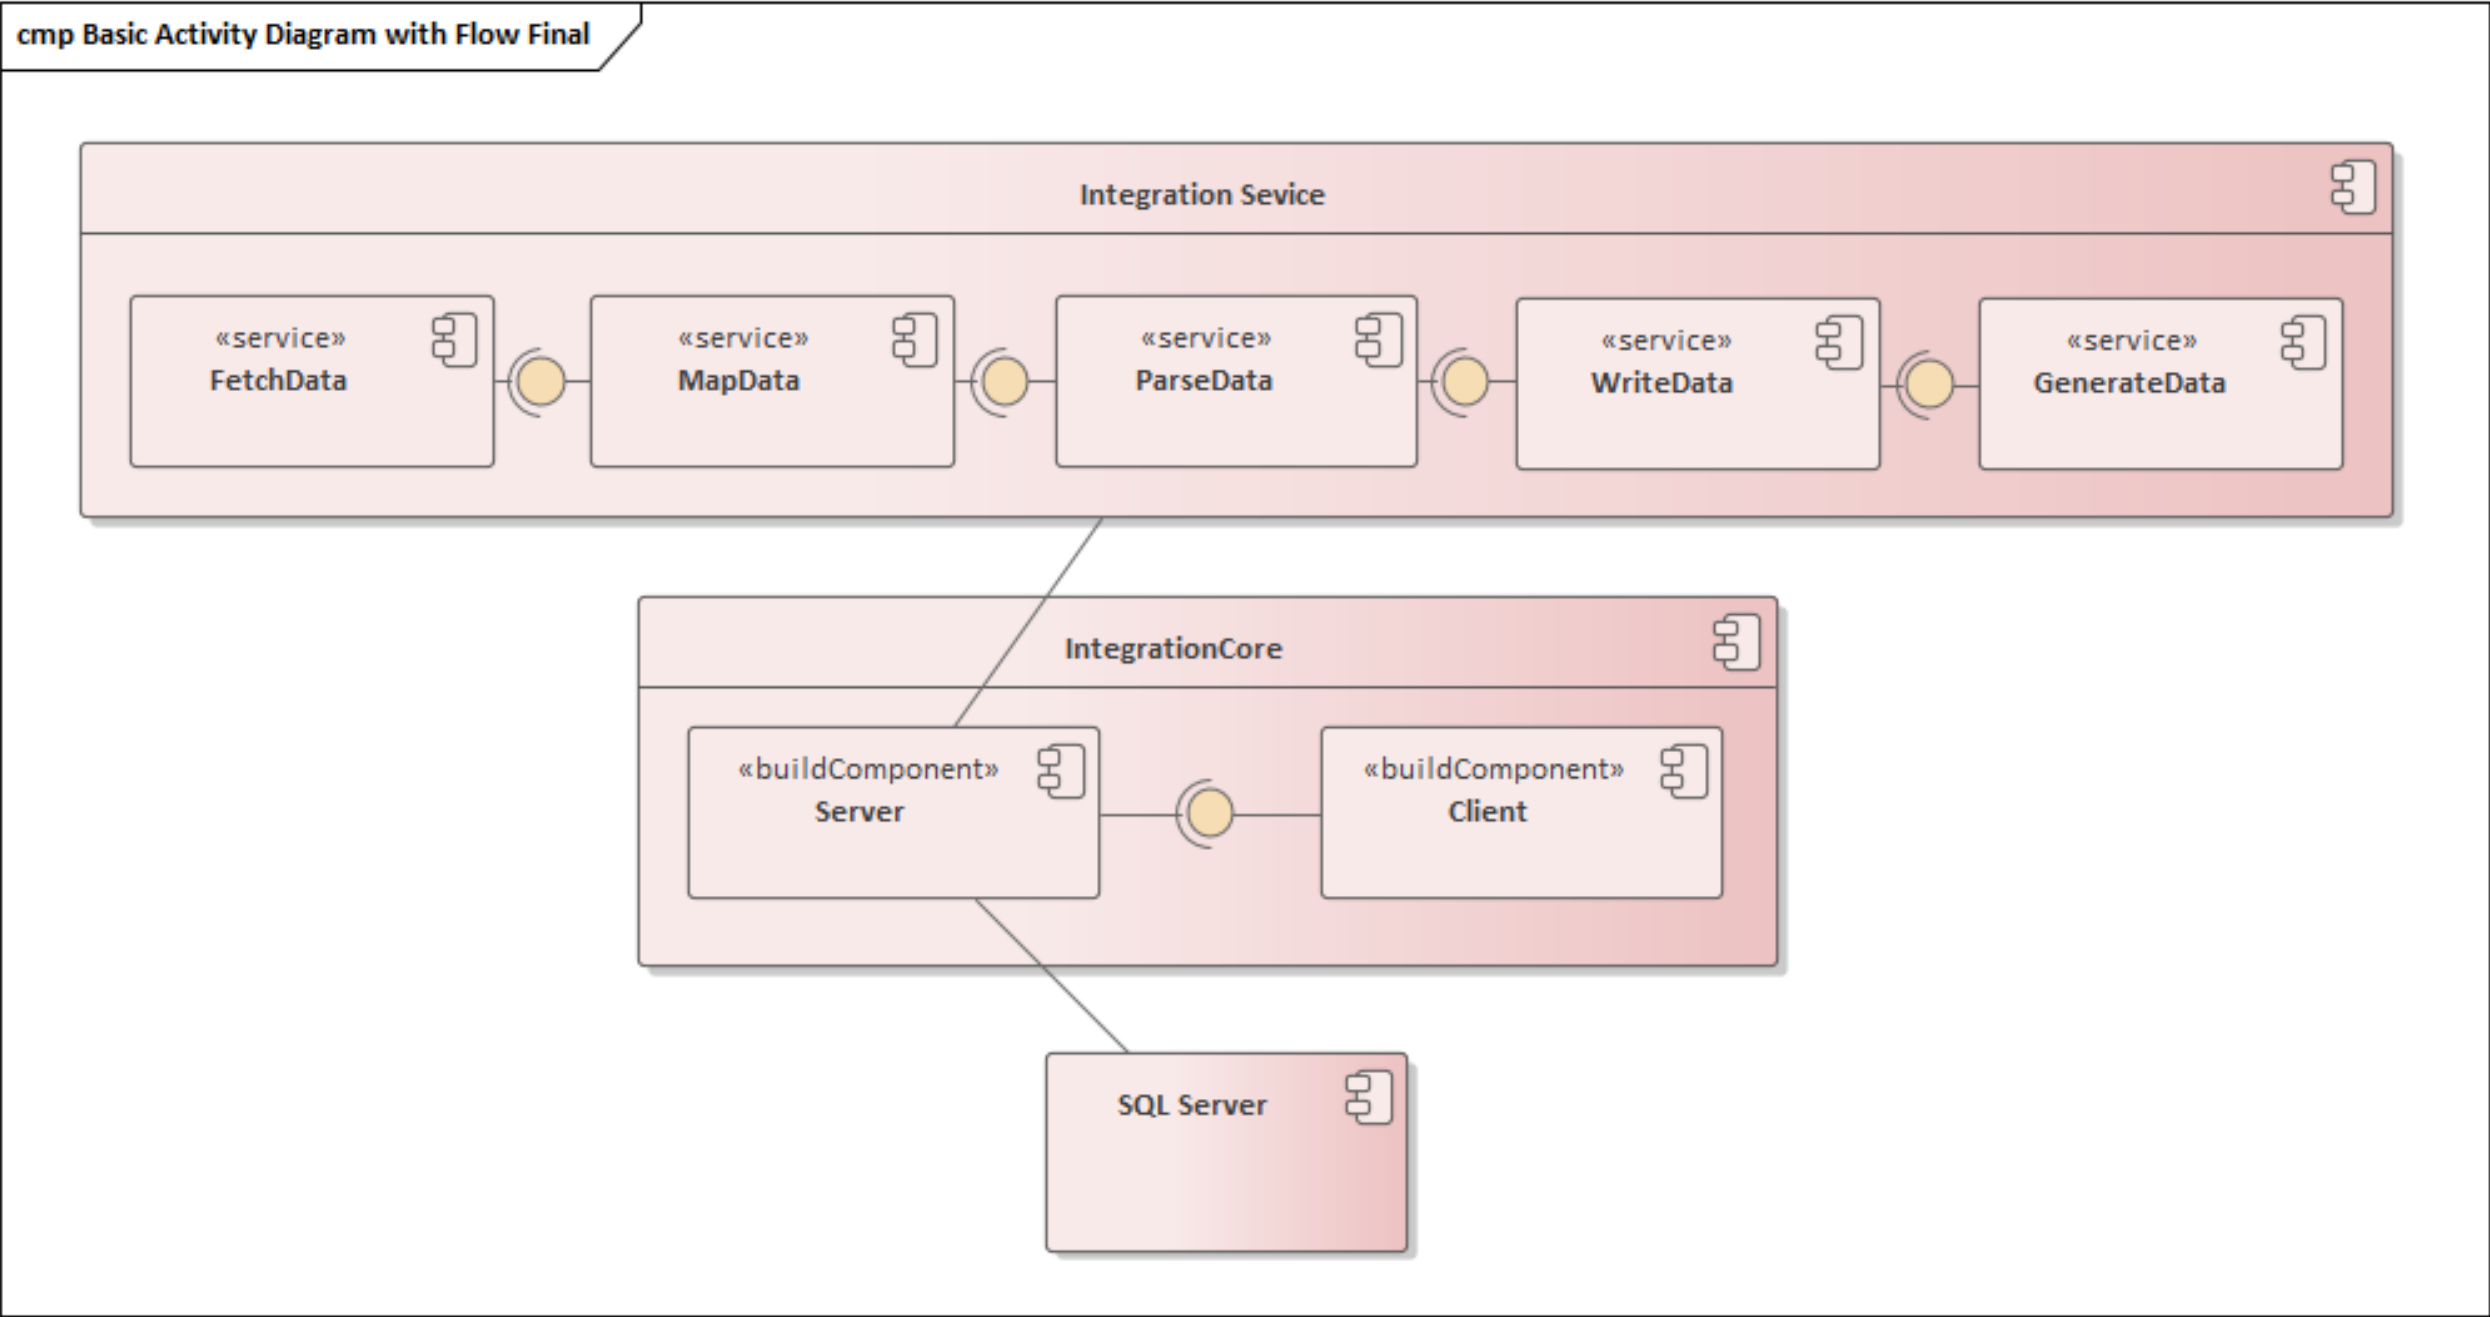 cmp Basic Activity Diagram with Flow Final
Integration Sevice
«service»
FetchData
«service»
MapData
«service»
ParseData
«service»
WriteData
«service»
GenerateData
IntegrationCore
«buildComponent»
Server
«buildComponent»
Client
SQL Server